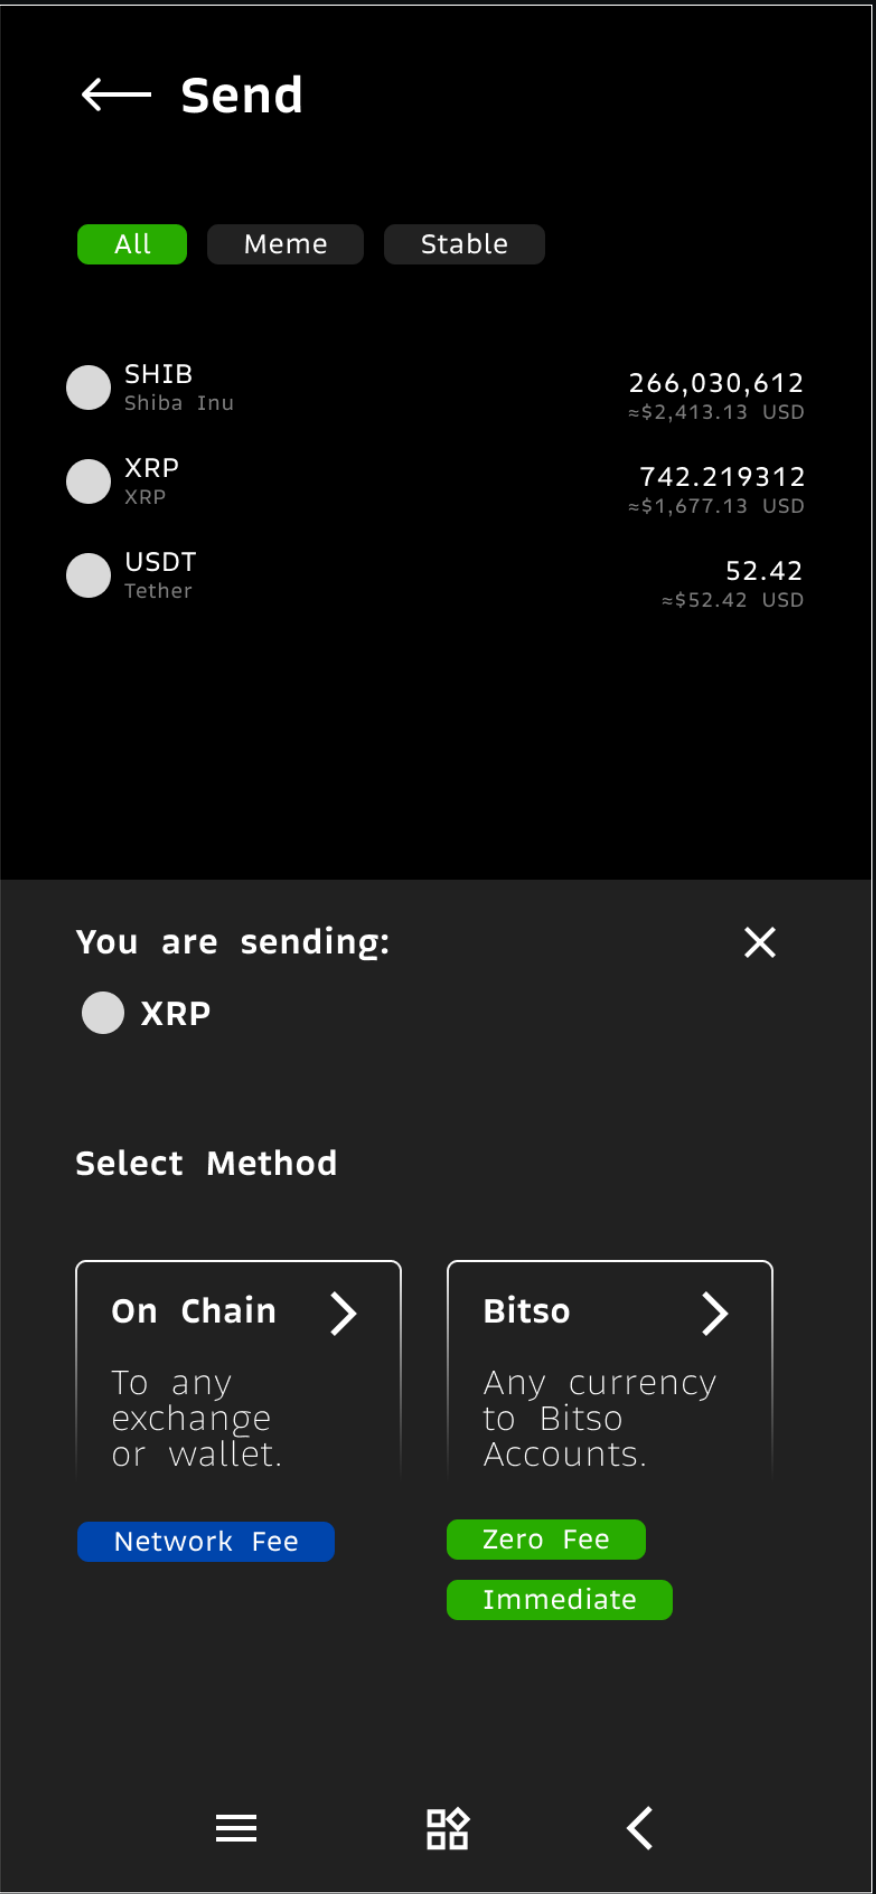 Send
All Meme Stable
SHIB 266,030,612
Shiba Inu ≈$2,413.13 USD
XRP 742.219312
XRP ≈$1,677.13 USD
USDT 52.42
Tether ≈$52.42 USD
You are sending:
XRP
Select Method
On Chain
To any
exchange
or wallet.
Network Fee
Bitso
Any currency
to Bitso
Accounts.
Zero Fee
Immediate